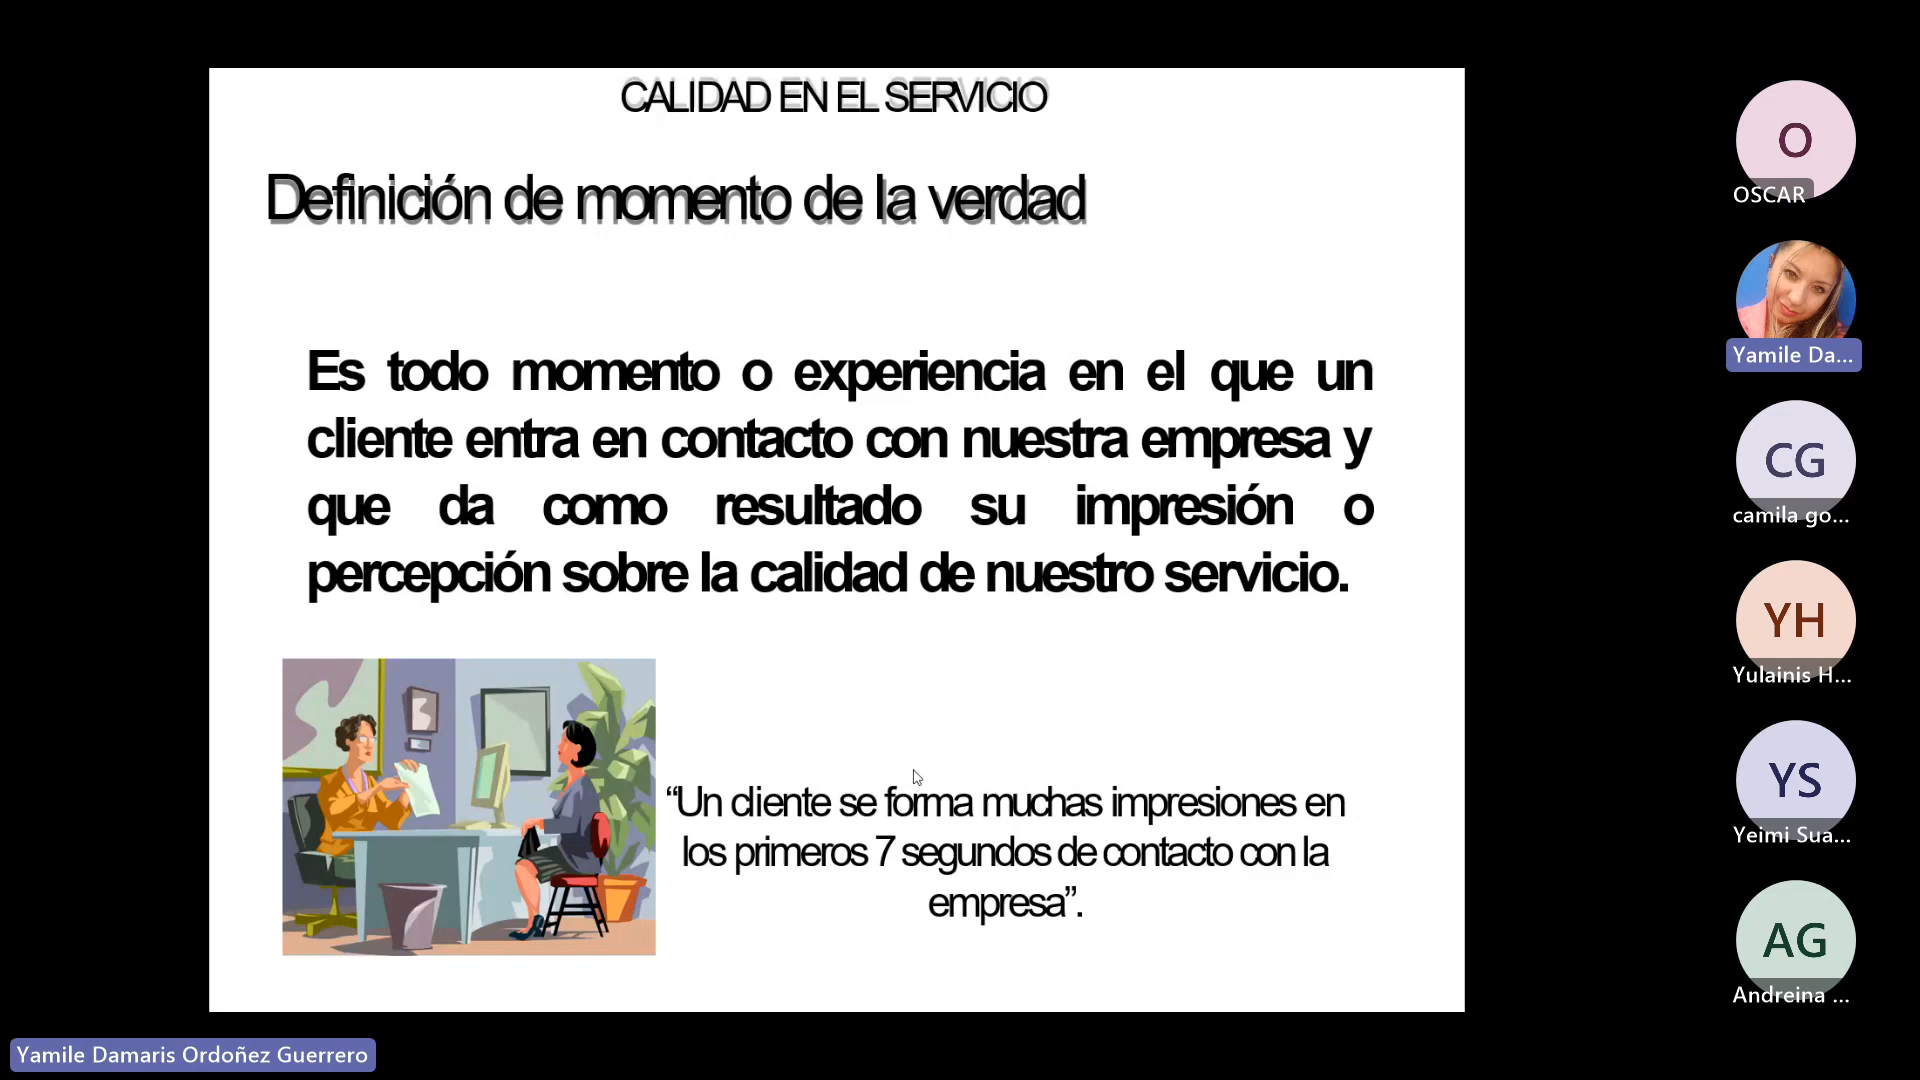 CALIDAD EN EL SERVICIO
Definición de momento de la verdad
Es todo momento o experiencia en el que un
cliente entra en contacto con nuestra empresa y
que da como resultado su impresión o
percepción sobre la calidad de nuestro servicio.
“Un cliente se forma muchas impresiones en
los primeros 7 segundos de contacto con la
empresa”.
O
OSCAR
Yamile Da...
CG
camila go...
YH
Yulainis H...
YS
Yeimi Sua...
AG
Andreina ...
Yamile Damaris Ordoñez Guerrero